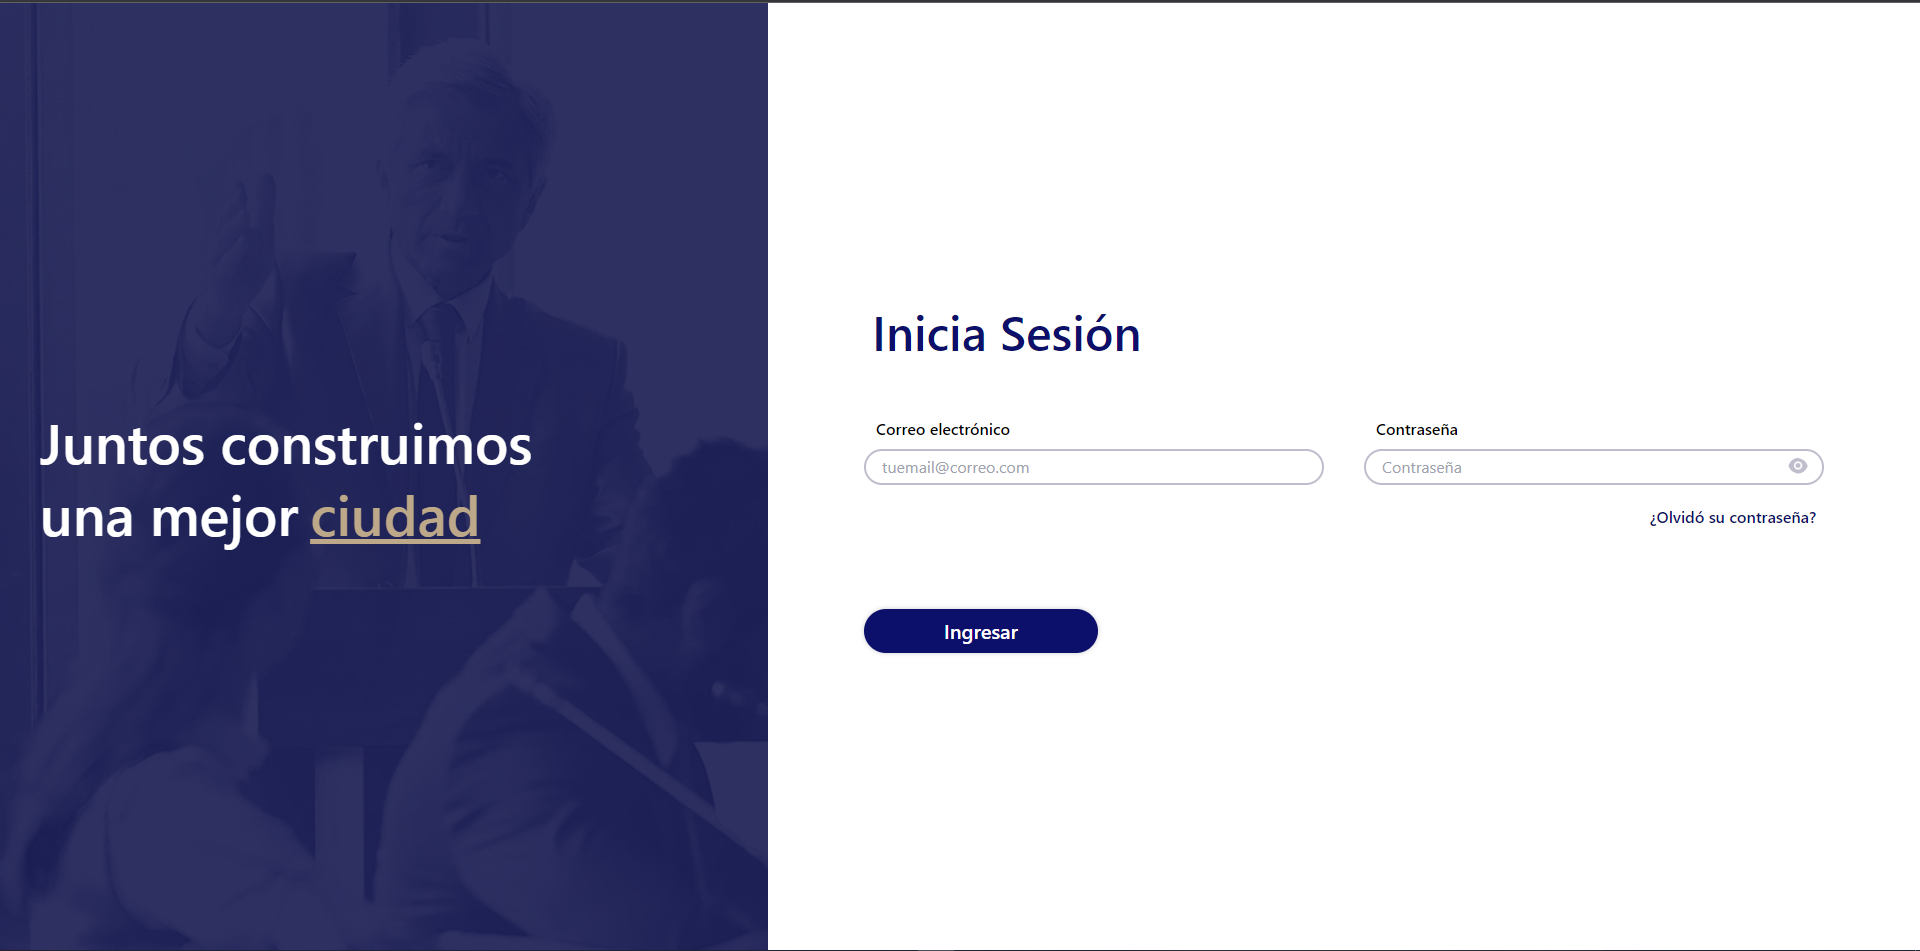 Juntos construimos
una mejor ciudad
Inicia Sesión
Correo electrónico
tuemail@correo.com
Contraseña
Contraseña
¿Olvidó su contraseña?
Ingresar